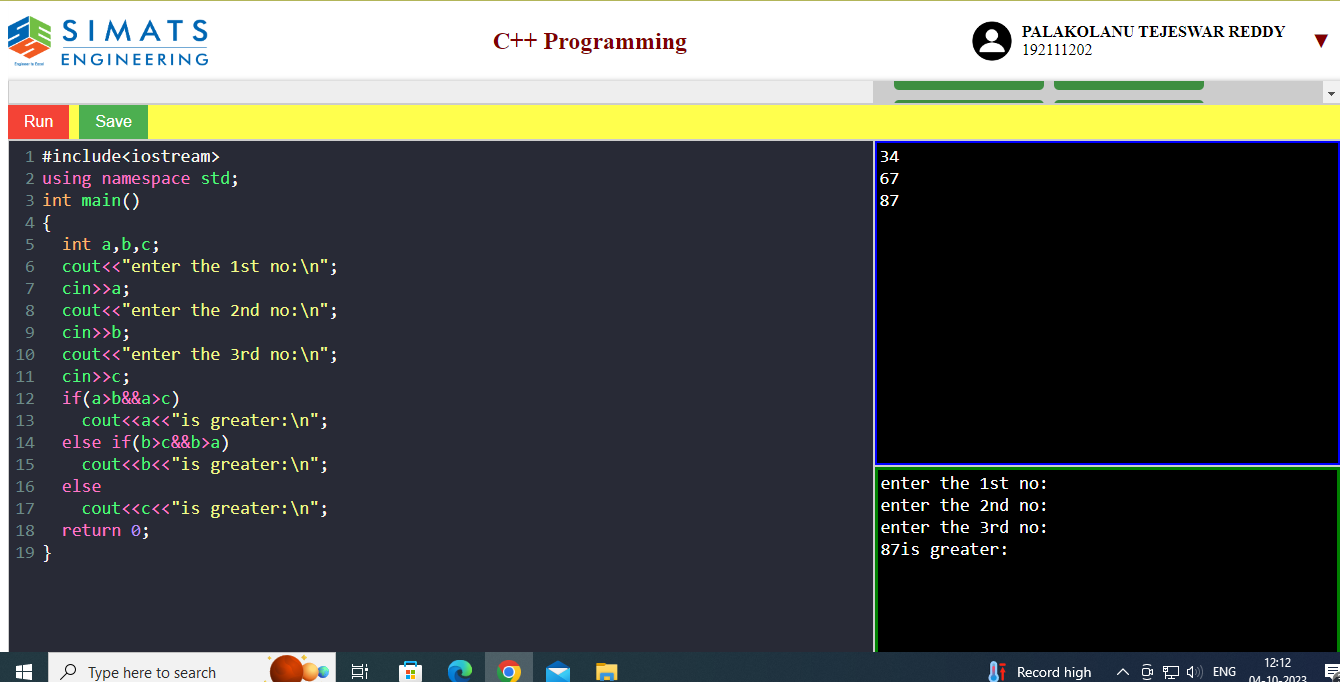 SIMATS
ENGINEERING
Engineer to Excel
C++ Programming
PALAKOLANU TEJESWAR REDDY
192111202
Run
Save
1 #include<iostream>
2 using namespace std;
3 int main()
4 {
5   int a,b,c;
6   cout<<"enter the 1st no:\n";
7   cin>>a;
8   cout<<"enter the 2nd no:\n";
9   cin>>b;
10   cout<<"enter the 3rd no:\n";
11   cin>>c;
12   if(a>b&&a>c)
13     cout<<a<<"is greater:\n";
14   else if(b>c&&b>a)
15     cout<<b<<"is greater:\n";
16   else
17     cout<<c<<"is greater:\n";
18   return 0;
19 }
34
67
87
enter the 1st no:
enter the 2nd no:
enter the 3rd no:
87is greater:
Type here to search
Record high
ENG
12:12
04-10-2023